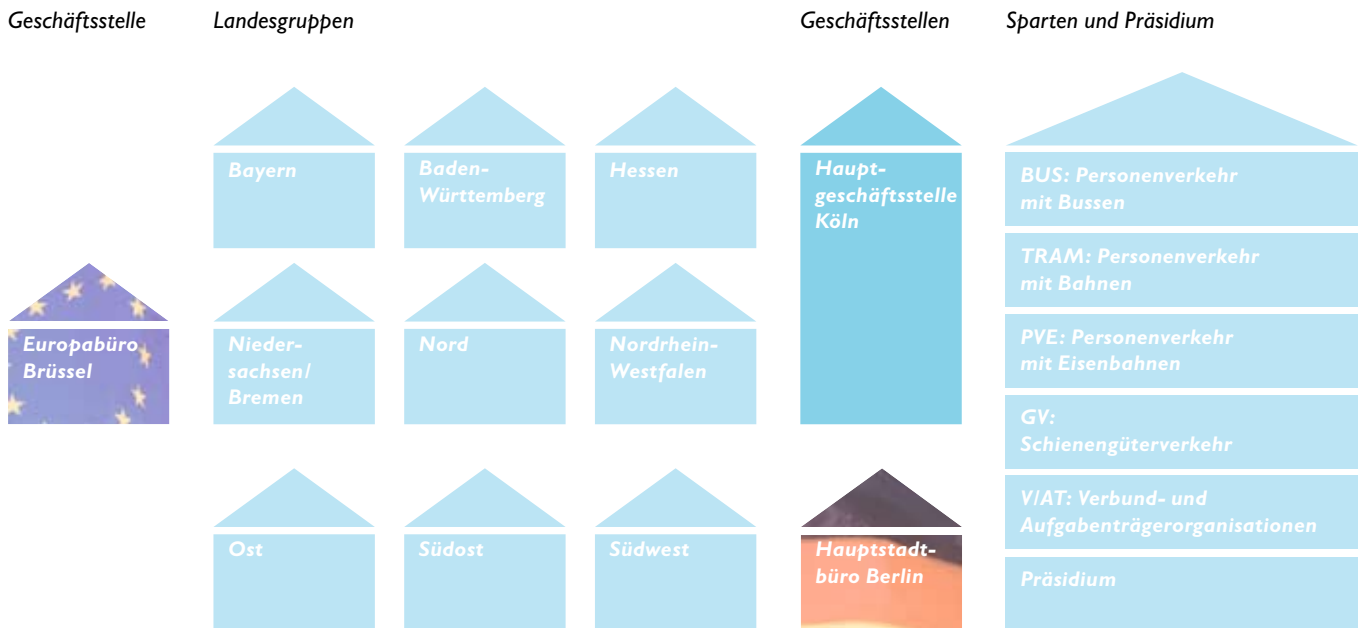 Geschäftsstelle
Landesgruppen
Geschäftsstellen
Sparten und Präsidium
Bayern
Baden-
Württemberg
Hessen
Haupt-
geschäftsstelle
Köln
BUS: Personenverkehr
mit Bussen
TRAM: Personenverkehr
mit Bahnen
Europabüro
Brüssel
Nieder-
sachsen/
Bremen
Nord
Nordrhein-
Westfalen
PVE: Personenverkehr
mit Eisenbahnen
GV:
Schienengüterverkehr
V/AT: Verbund- und
Aufgabenträgerorganisationen
Ost
Südost
Südwest
Hauptstadt-
büro Berlin
Präsidium